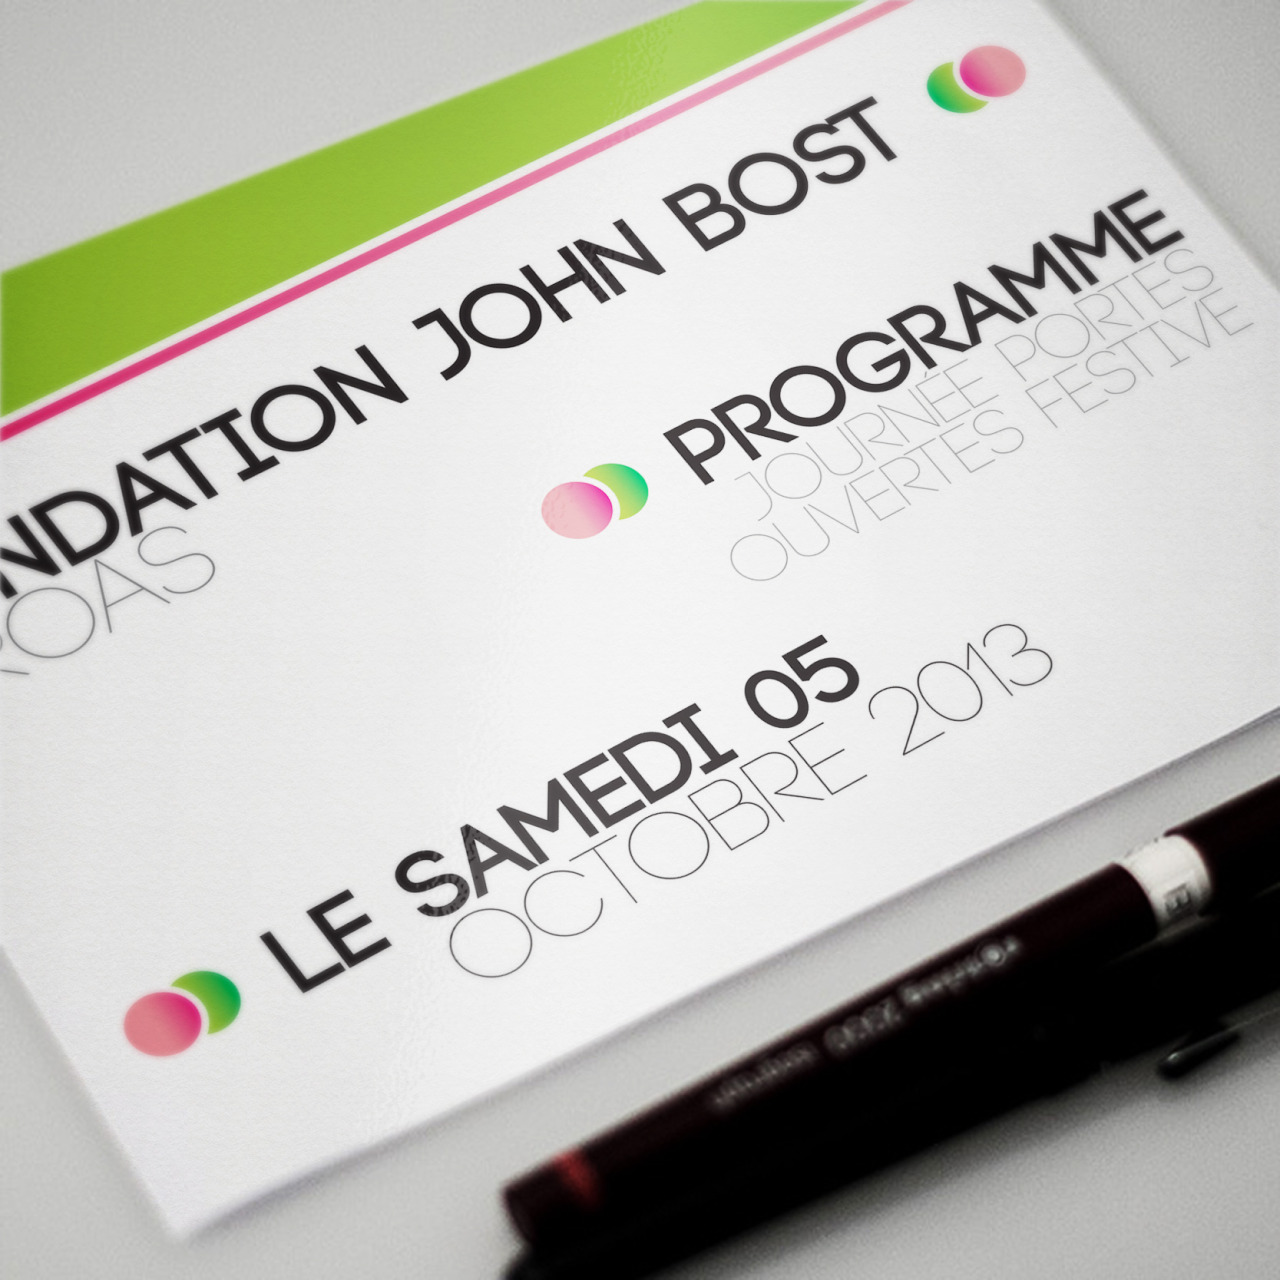 NDATION JOHN BOST
ROAS
PROGRAMME
JOURNÉE PORTES
OUVERTES FESTIVE
LE SAMEDI 05
OCTOBRE 2013